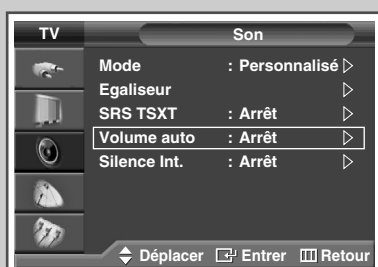 TV Son
Mode : Personnalisé
Egaliseur
SRS TSXT : Arrêt
Volume auto : Arrêt
Silence Int. : Arrêt
Déplacer Entrer Retour